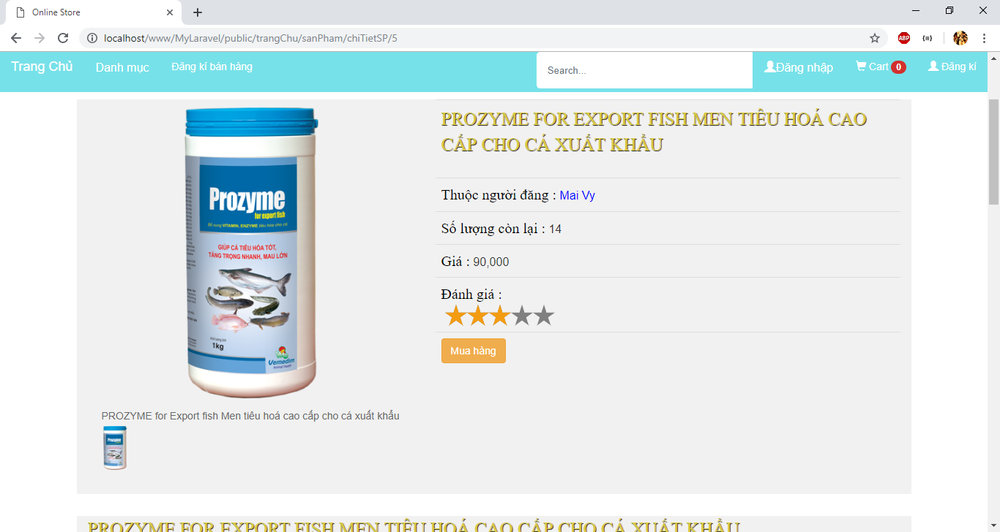 Online Store
localhost/www/MyLaravel/public/trangChu/sanPham/chiTietSP/5
ABP
Trang Chủ Danh mục Đăng kí bán hàng Search... Đăng nhập Cart 0 Đăng kí
PROZYME FOR EXPORT FISH MEN TIÊU HOÁ CAO
CẤP CHO CÁ XUẤT KHẨU
Thuộc người đăng : Mai Vy
Số lượng còn lại : 14
Giá : 90,000
Đánh giá :
Mua hàng
Prozyme
for export fish
Bổ sung VITAMIN, ENZYME tiêu hóa cho cá
GIÚP CÁ TIÊU HÓA TỐT,
TĂNG TRỌNG NHANH, MAU LỚN
1kg
Vemedim
Animal Health
PROZYME for Export fish Men tiêu hoá cao cấp cho cá xuất khẩu
Prozyme
PROZYME FOR EXPORT FISH MEN TIÊU HOÁ CAO CẤP CHO CÁ XUẤT KHẨU